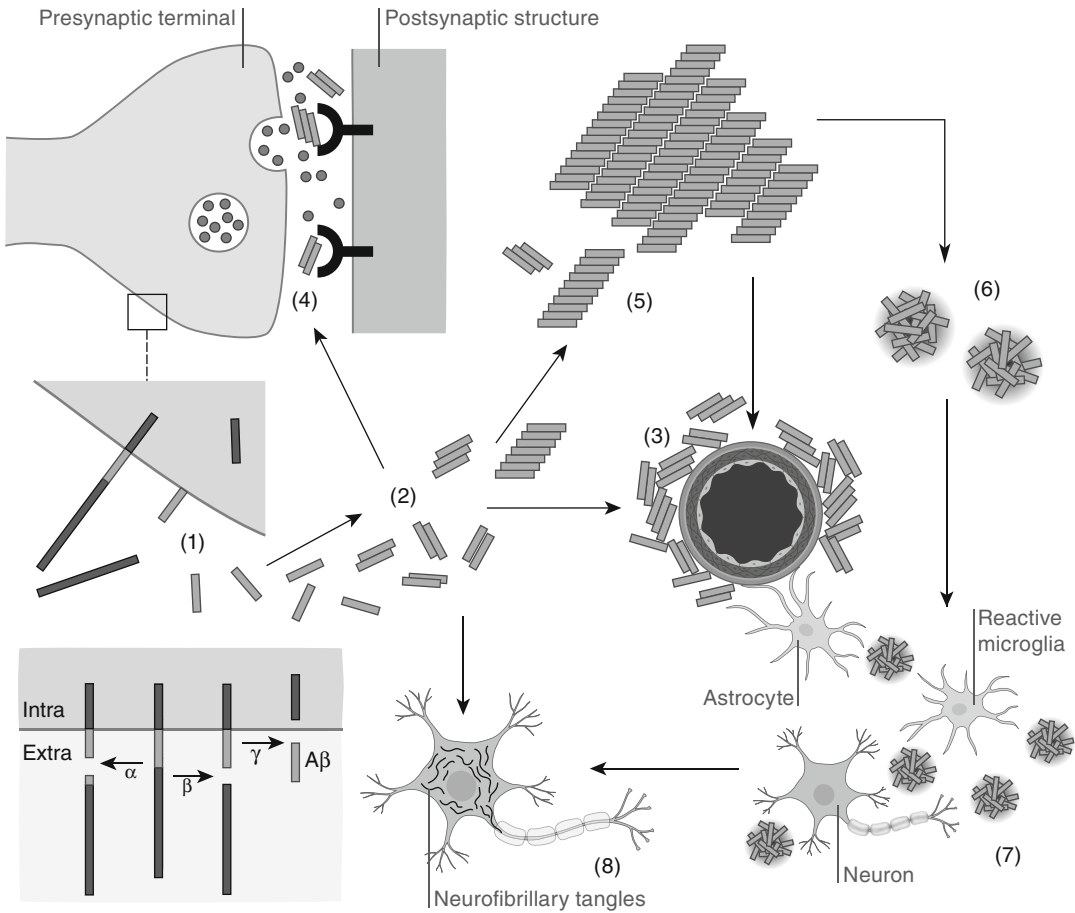 Presynaptic terminal
Postsynaptic structure
(4)
(5)
(6)
(3)
(2)
(1)
Reactive
microglia
Astrocyte
Intra
Extra
α
β
γ
Aβ
(8)
(7)
Neuron
Neurofibrillary tangles